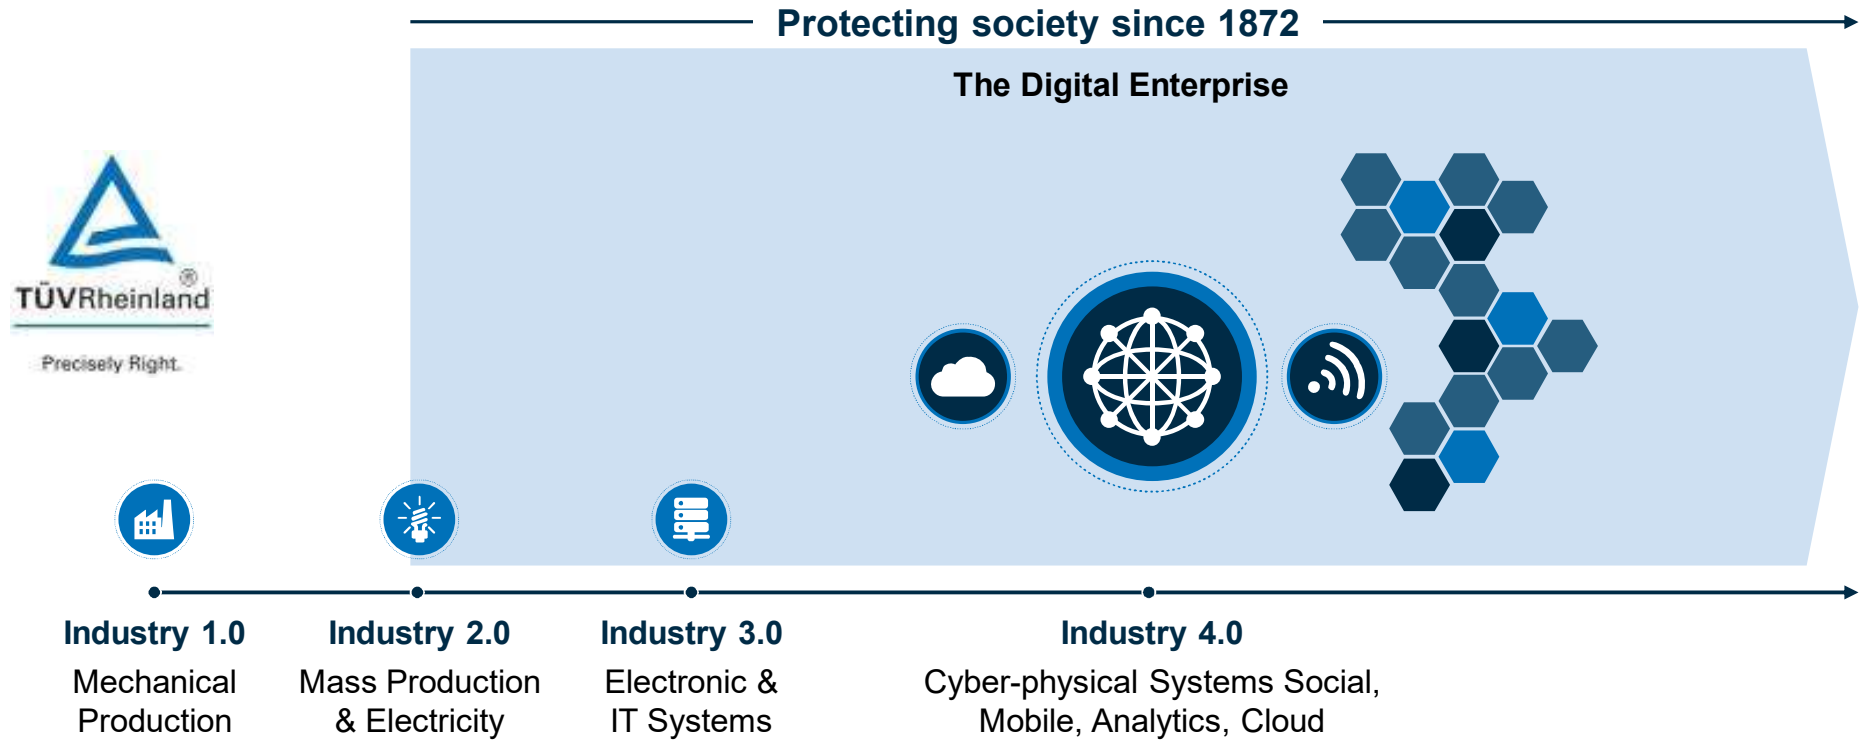 Protecting society since 1872
The Digital Enterprise
®
TÜVRheinland
Precisely Right.
Industry 1.0
Mechanical
Production
Industry 2.0
Mass Production
& Electricity
Industry 3.0
Electronic &
IT Systems
Industry 4.0
Cyber-physical Systems Social,
Mobile, Analytics, Cloud